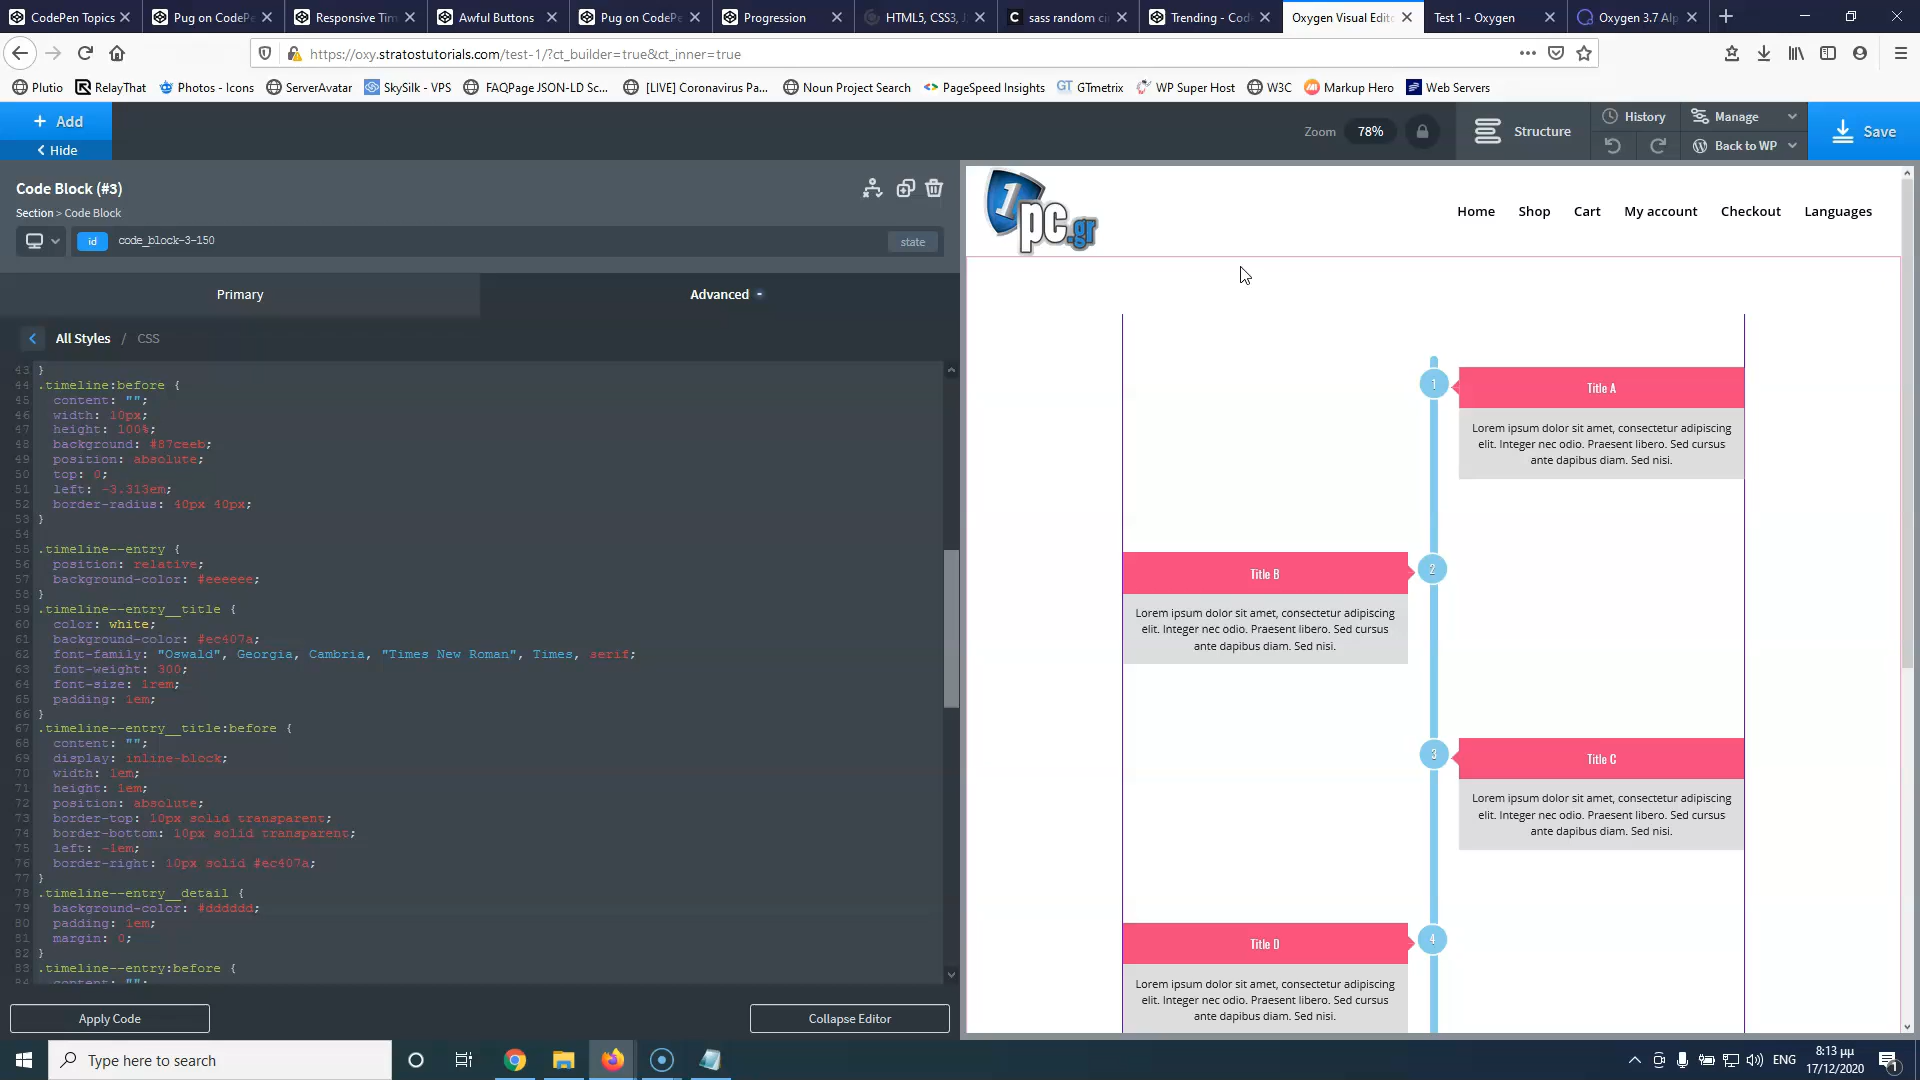 CodePen Topics
Pug on CodePe
Responsive Tim
Awful Buttons
Pug on CodePe
Progression
HTML5, CSS3, J
sass random ci
Trending - Code
Oxygen Visual Edito
Test 1 - Oxygen
Oxygen 3.7 Alp
https://oxy.stratostutorials.com/test-1/?ct_builder=true&ct_inner=true
Plutio
RelayThat
Photos - Icons
ServerAvatar
SkySilk - VPS
FAQPage JSON-LD Sc...
[LIVE] Coronavirus Pa...
Noun Project Search
PageSpeed Insights
GT GTmetrix
WP Super Host
W3C
Markup Hero
Web Servers
+ Add
Hide
Zoom 78%
Structure
History
Manage
Back to WP
Save
Code Block (#3)
Section > Code Block
id code_block-3-150
state
Primary
Advanced
All Styles / CSS
43 }
44 .timeline:before {
45 content: "";
46 width: 10px;
47 height: 100%;
48 background: #87ceeb;
49 position: absolute;
50 top: 0;
51 left: -3.313em;
52 border-radius: 40px 40px;
53 }
54
55 .timeline--entry {
56 position: relative;
57 background-color: #eeeeee;
58 }
59 .timeline--entry__title {
60 color: white;
61 background-color: #ec407a;
62 font-family: "Oswald", Georgia, Cambria, "Times New Roman", Times, serif;
63 font-weight: 300;
64 font-size: 1rem;
65 padding: 1em;
66 }
67 .timeline--entry__title:before {
68 content: "";
69 display: inline-block;
70 width: 1em;
71 height: 1em;
72 position: absolute;
73 border-top: 10px solid transparent;
74 border-bottom: 10px solid transparent;
75 left: -1em;
76 border-right: 10px solid #ec407a;
77 }
78 .timeline--entry__detail {
79 background-color: #dddddd;
80 padding: 1em;
81 margin: 0;
82 }
83 .timeline--entry:before {
84 content: "";
Apply Code
Collapse Editor
1pc.gr
Home
Shop
Cart
My account
Checkout
Languages
1
Title A
Lorem ipsum dolor sit amet, consectetur adipiscing
elit. Integer nec odio. Praesent libero. Sed cursus
ante dapibus diam. Sed nisi.
Title B
2
Lorem ipsum dolor sit amet, consectetur adipiscing
elit. Integer nec odio. Praesent libero. Sed cursus
ante dapibus diam. Sed nisi.
3
Title C
Lorem ipsum dolor sit amet, consectetur adipiscing
elit. Integer nec odio. Praesent libero. Sed cursus
ante dapibus diam. Sed nisi.
Title D
4
Lorem ipsum dolor sit amet, consectetur adipiscing
elit. Integer nec odio. Praesent libero. Sed cursus
ante dapibus diam. Sed nisi.
Type here to search
ENG
8:13 μμ
17/12/2020
1